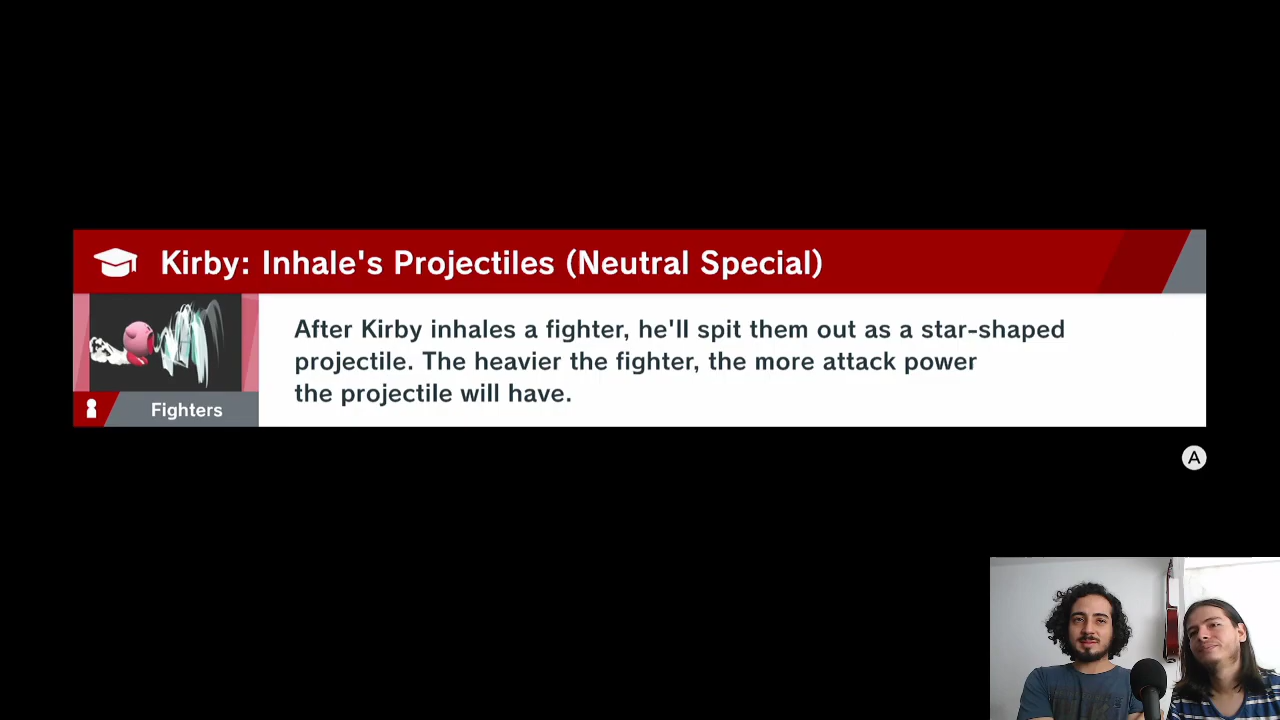 Kirby: Inhale's Projectiles (Neutral Special)
After Kirby inhales a fighter, he'll spit them out as a star-shaped
projectile. The heavier the fighter, the more attack power
the projectile will have.
Fighters
A